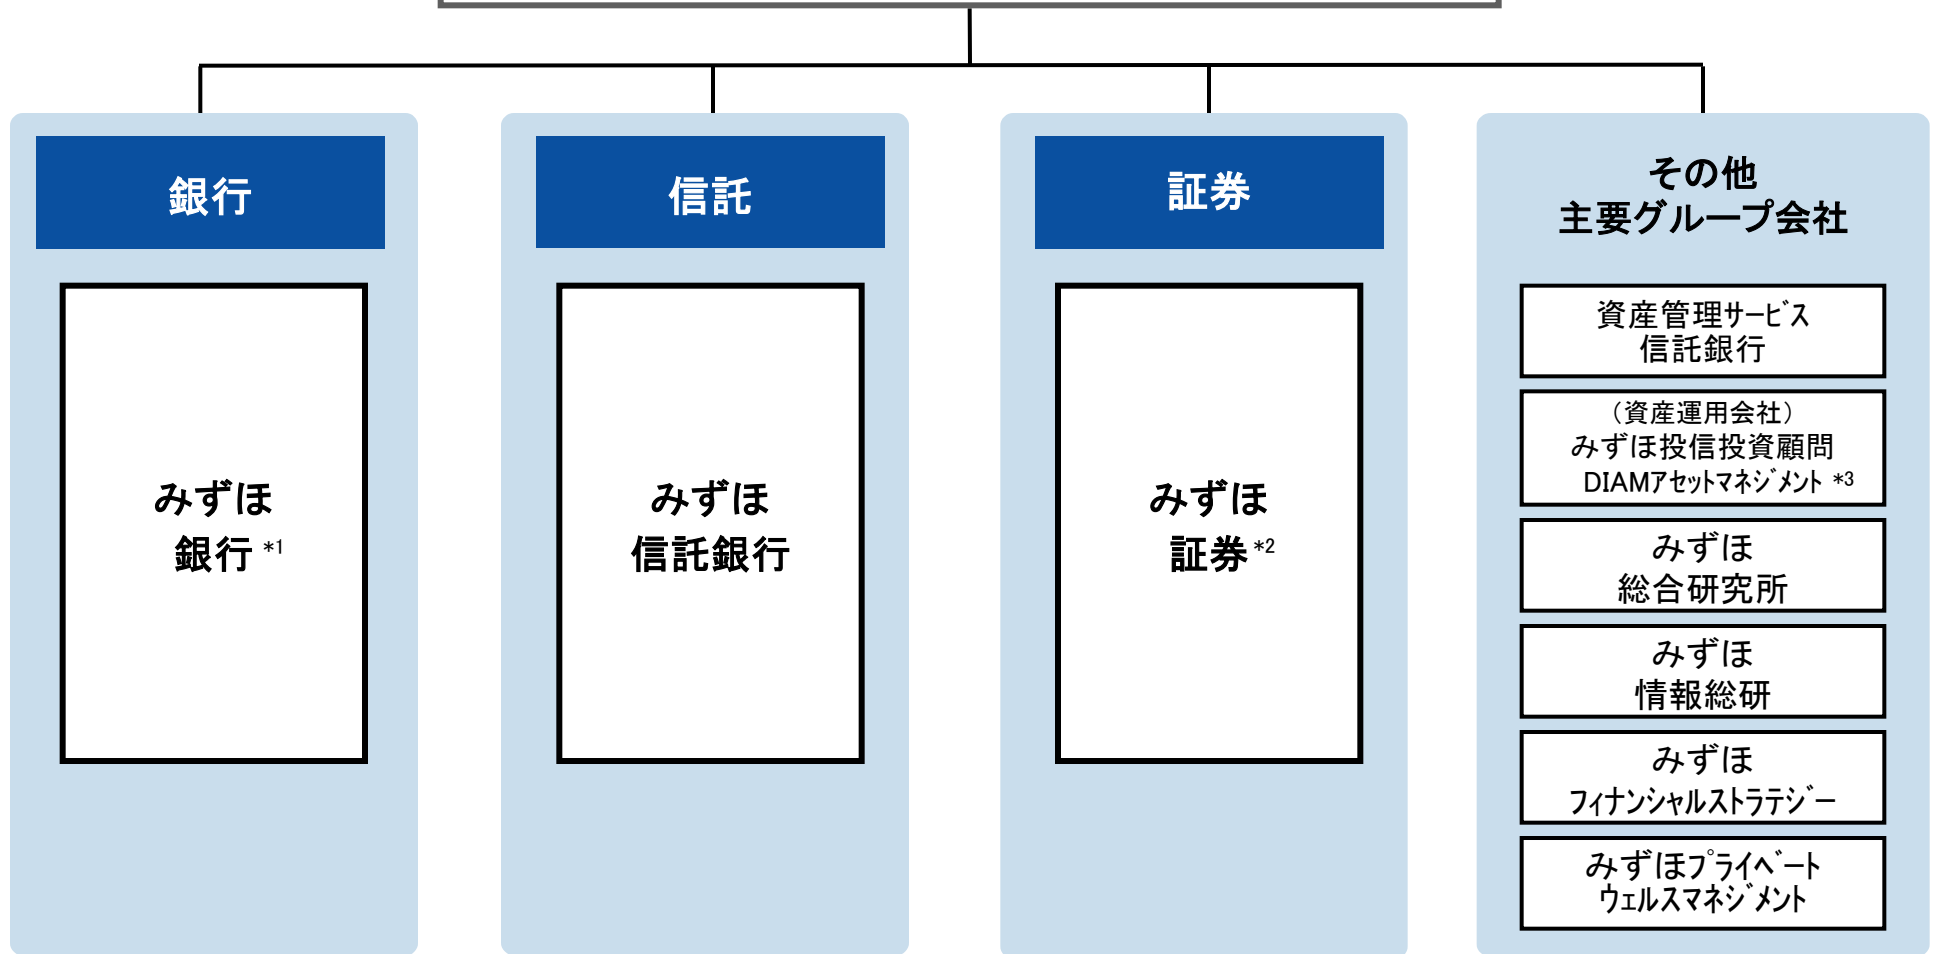 銀行
みずほ
銀行 *1
信託
みずほ
信託銀行
証券
みずほ
証券 *2
その他
主要グループ会社
資産管理ｻｰﾋﾞｽ
信託銀行
（資産運用会社）
みずほ投信投資顧問
DIAMｱｾｯﾄﾏﾈｼﾞﾒﾝﾄ *3
みずほ
総合研究所
みずほ
情報総研
みずほ
ﾌｨﾅﾝｼｬﾙｽﾄﾗﾃｼﾞｰ
みずほﾌﾟﾗｲﾍﾞｰﾄ
ｳｪﾙｽﾏﾈｼﾞﾒﾝﾄ